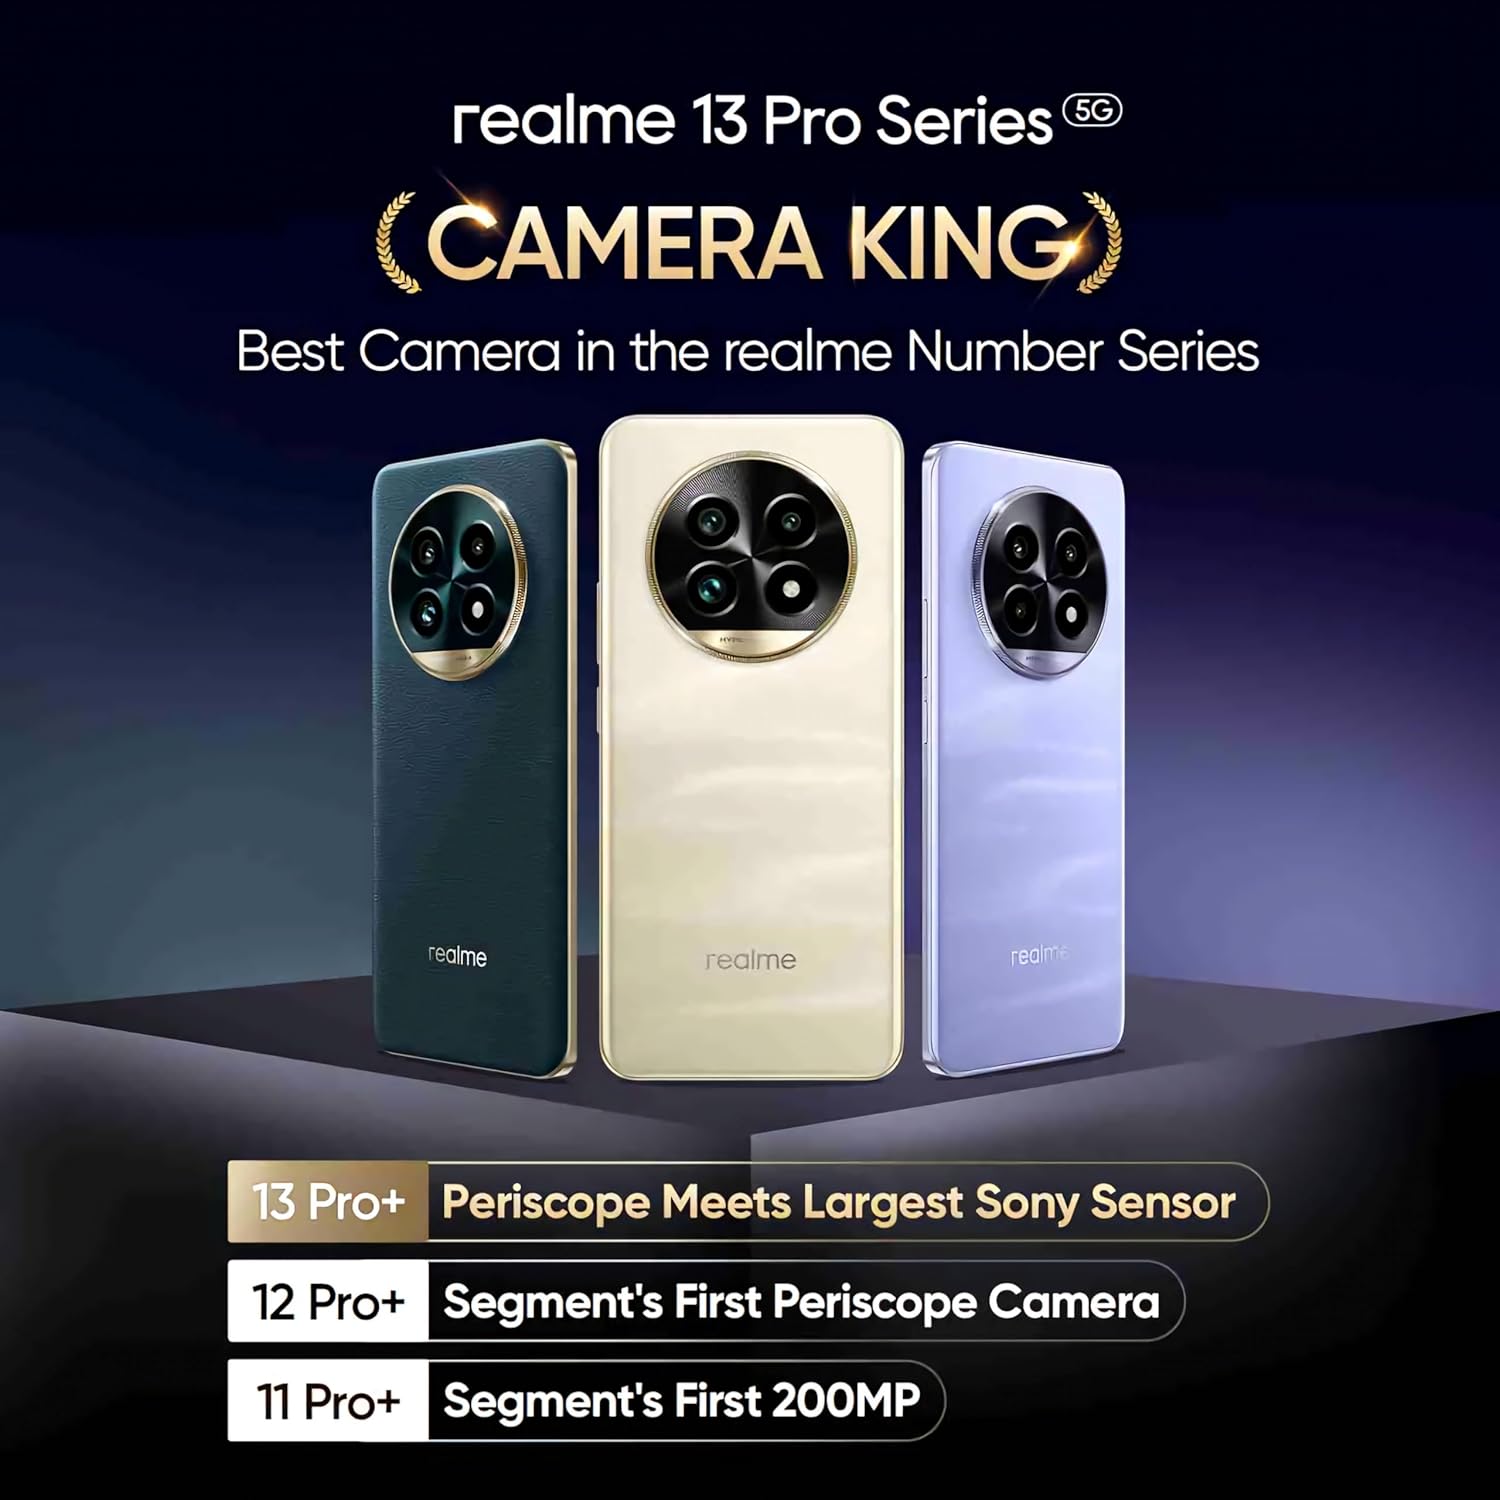 realme 13 Pro Series 5G
CAMERA KING
Best Camera in the realme Number Series
realme
realme
realme
13 Pro+ Periscope Meets Largest Sony Sensor
12 Pro+ Segment's First Periscope Camera
11 Pro+ Segment's First 200MP